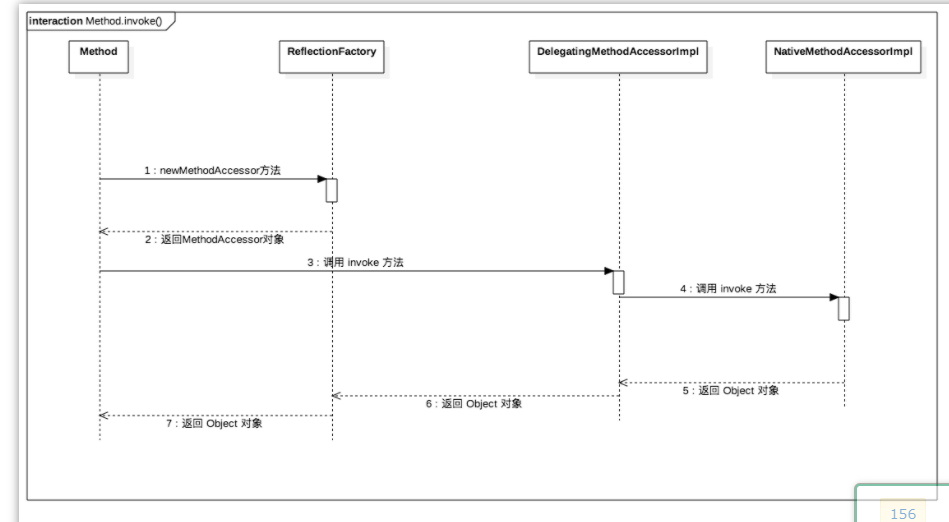 interaction Method.invoke()
Method
ReflectionFactory
DelegatingMethodAccessorImpl
NativeMethodAccessorImpl
1 : newMethodAccessor方法
2 : 返回MethodAccessor对象
3 : 调用 invoke 方法
4 : 调用 invoke 方法
5 : 返回 Object 对象
6 : 返回 Object 对象
7 : 返回 Object 对象
156